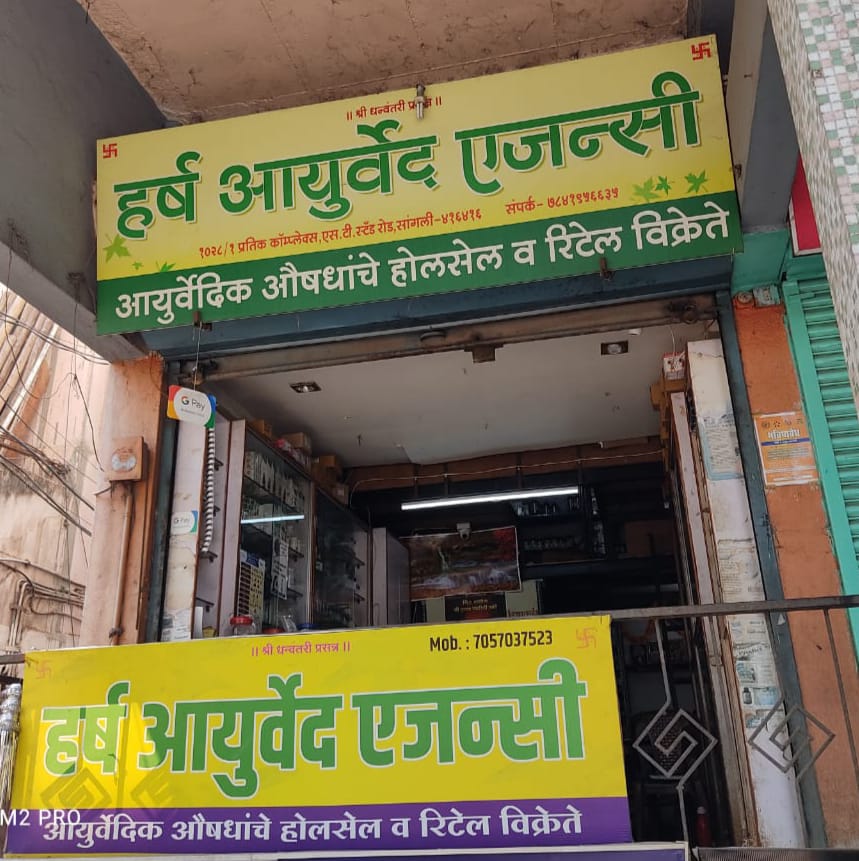 ॥ श्री धन्वंतरी प्रसन्न ॥
हर्ष आयुर्वेद एजन्सी
१०२८/१ प्रतिक कॉम्प्लेक्स,एस.टी.स्टँड रोड,सांगली-४१६४१६ संपर्क- ७८४१९५६६३५
आयुर्वेदिक औषधांचे होलसेल व रिटेल विक्रेते
G Pay
G Pay
॥ श्री धन्वंतरी प्रसन्न ॥ Mob. : 7057037523
हर्ष आयुर्वेद एजन्सी
आयुर्वेदिक औषधांचे होलसेल व रिटेल विक्रेते
M2 PRO